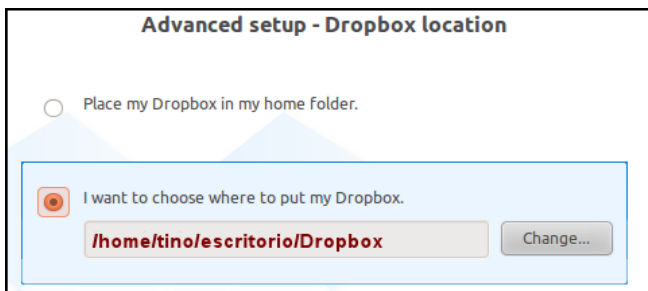 Advanced setup - Dropbox location
Place my Dropbox in my home folder.
I want to choose where to put my Dropbox.
/home/tino/escritorio/Dropbox
Change...